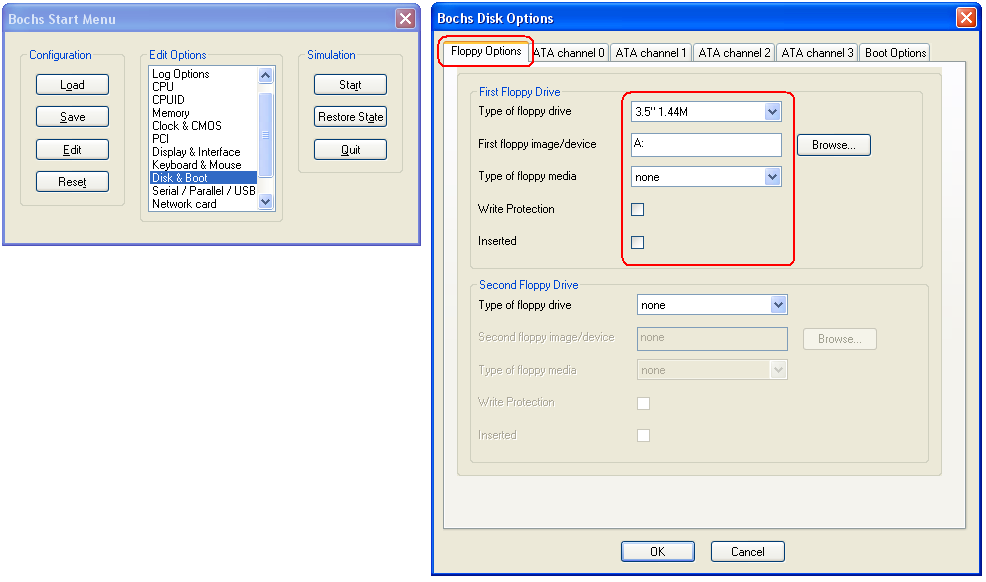 Bochs Start Menu
Configuration
Load
Save
Edit
Reset
Edit Options
Log Options
CPU
CPUID
Memory
Clock & CMOS
PCI
Display & Interface
Keyboard & Mouse
Disk & Boot
Serial / Parallel / USB
Network card
Simulation
Start
Restore State
Quit
Bochs Disk Options
Floppy Options ATA channel 0 ATA channel 1 ATA channel 2 ATA channel 3 Boot Options
First Floppy Drive
Type of floppy drive 3.5" 1.44M
First floppy image/device A: Browse...
Type of floppy media none
Write Protection
Inserted
Second Floppy Drive
Type of floppy drive none
Second floppy image/device none Browse...
Type of floppy media none
Write Protection
Inserted
OK Cancel